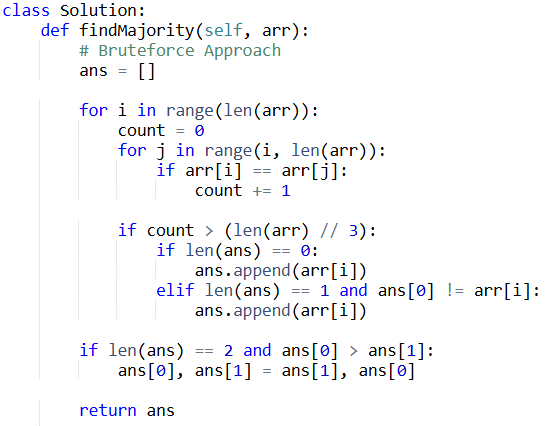 class Solution:
    def findMajority(self, arr):
        # Bruteforce Approach
        ans = []

        for i in range(len(arr)):
            count = 0
            for j in range(i, len(arr)):
                if arr[i] == arr[j]:
                    count += 1

            if count > (len(arr) // 3):
                if len(ans) == 0:
                    ans.append(arr[i])
                elif len(ans) == 1 and ans[0] != arr[i]:
                    ans.append(arr[i])

        if len(ans) == 2 and ans[0] > ans[1]:
            ans[0], ans[1] = ans[1], ans[0]

        return ans